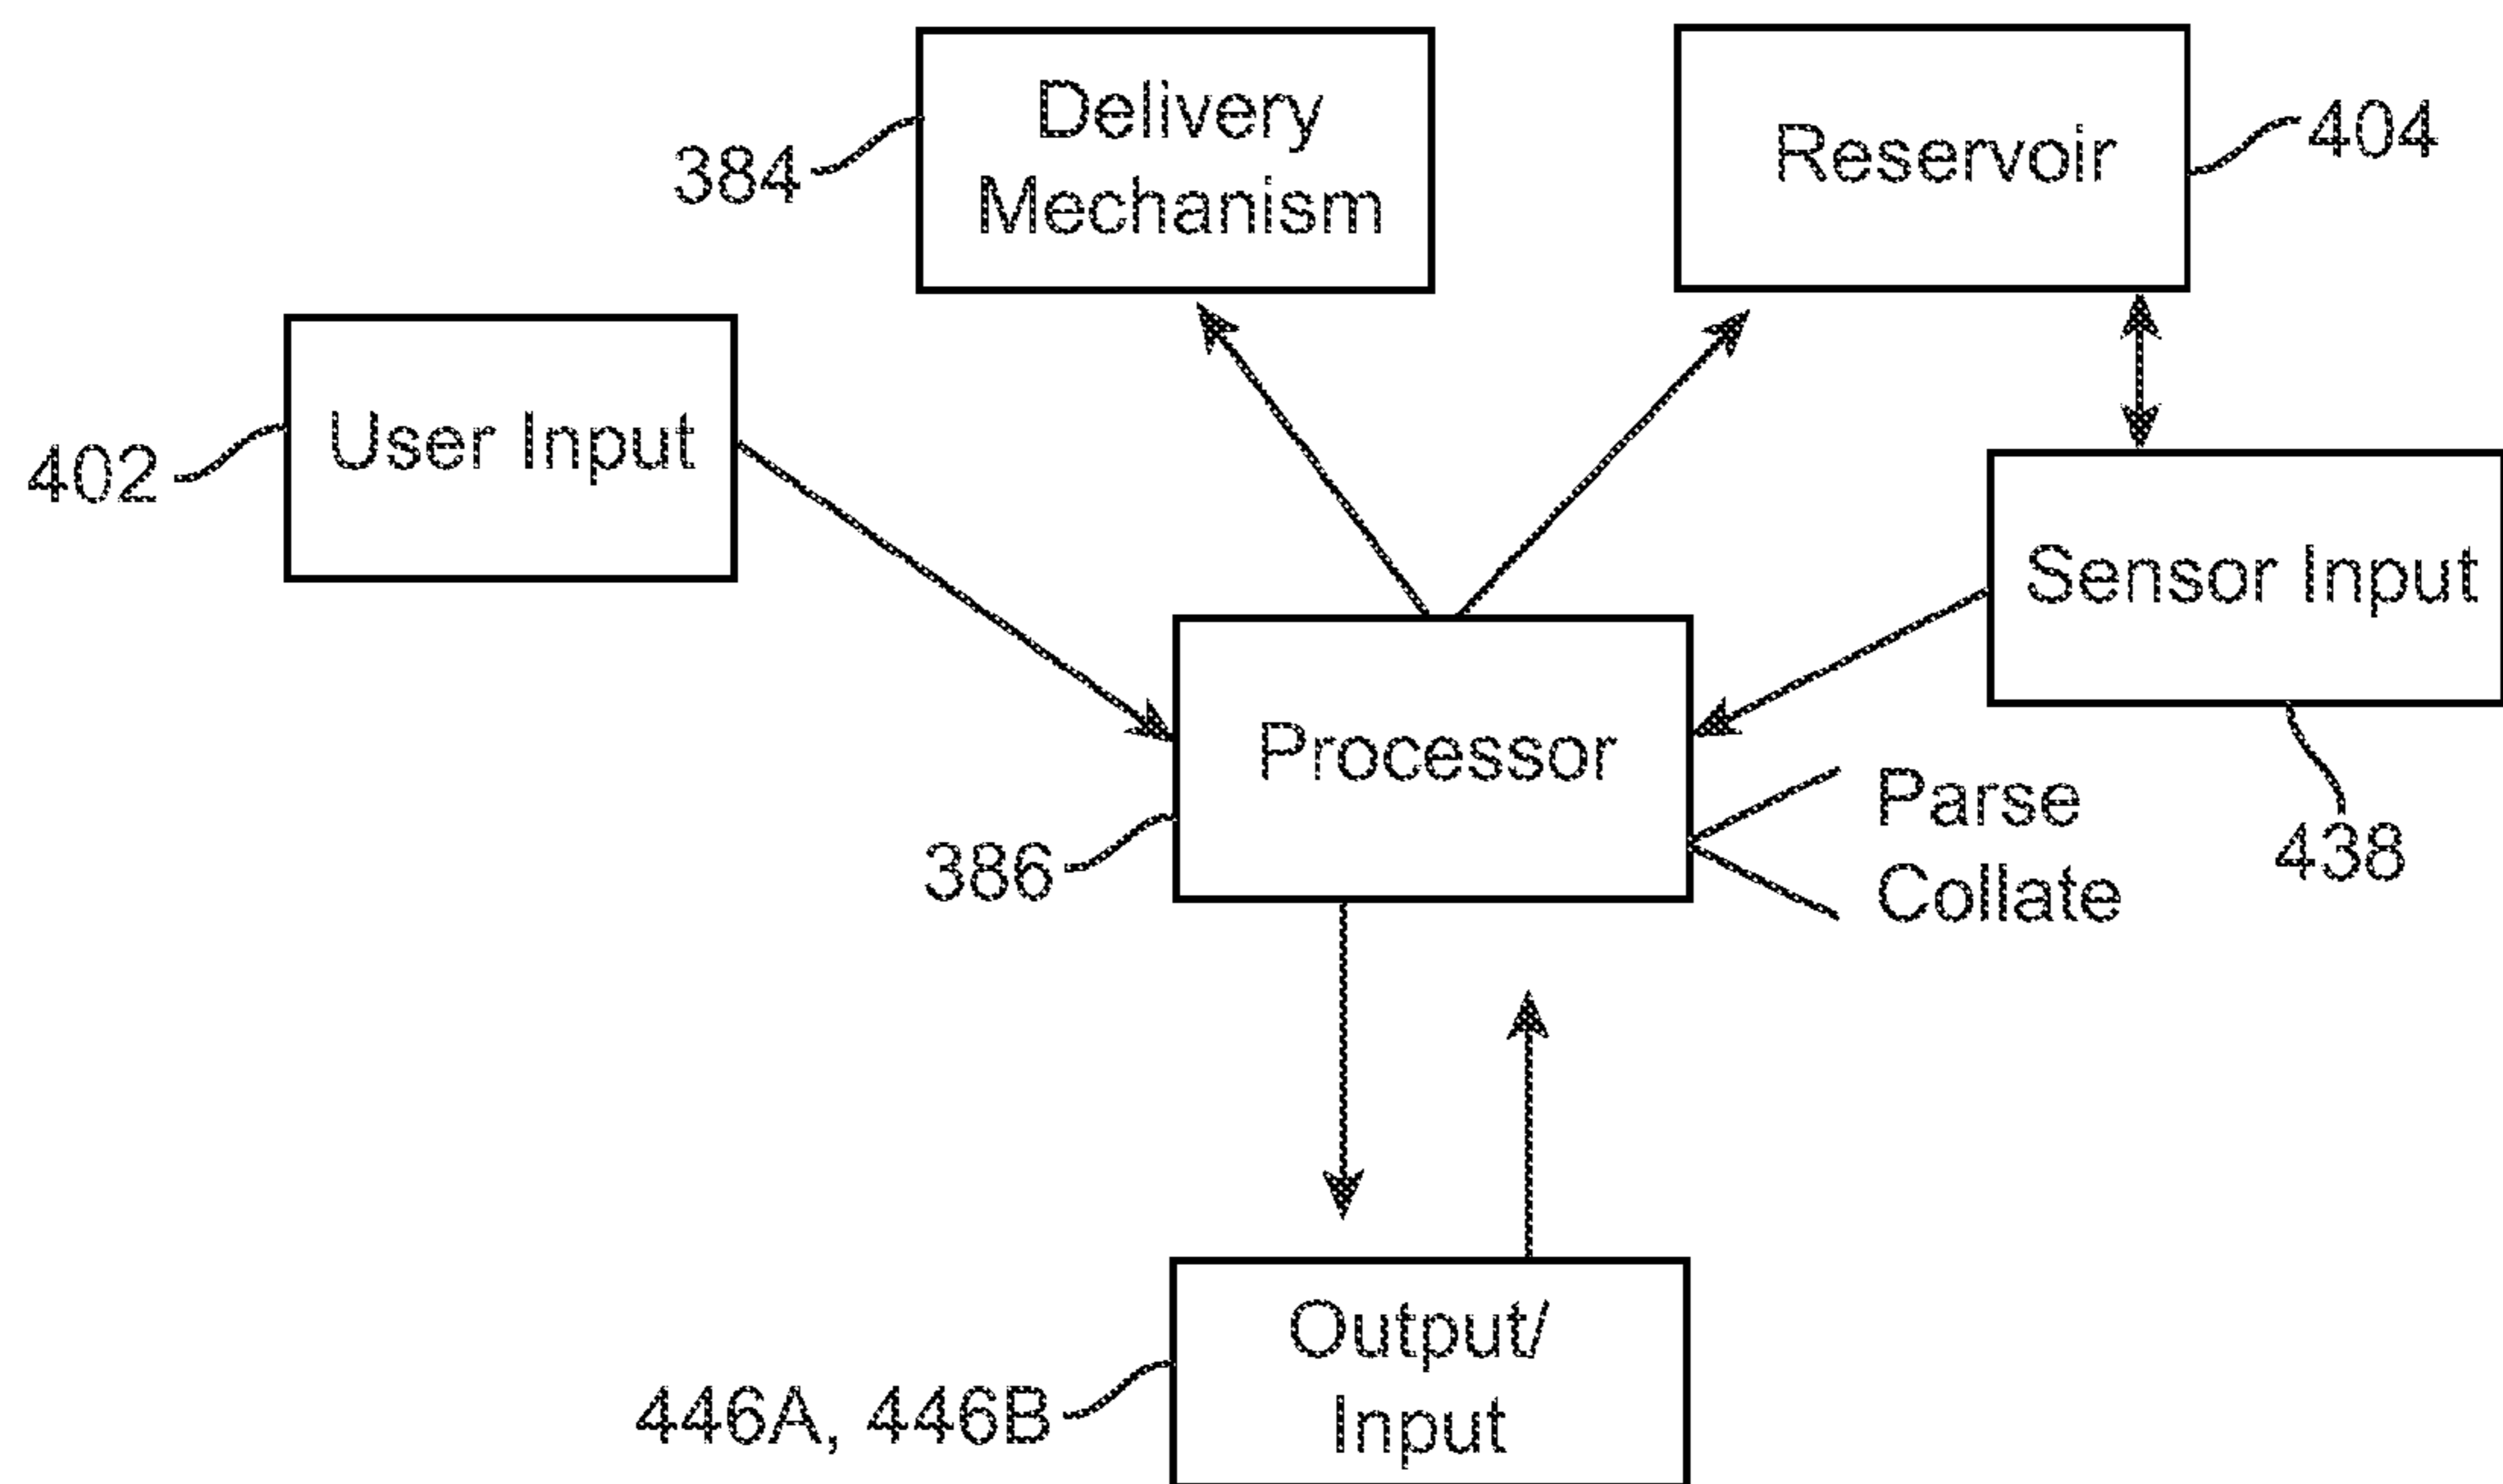 Delivery
Mechanism
384
Reservoir
404
User Input
402
Sensor Input
438
Processor
386
Parse
Collate
Output/
Input
446A, 446B